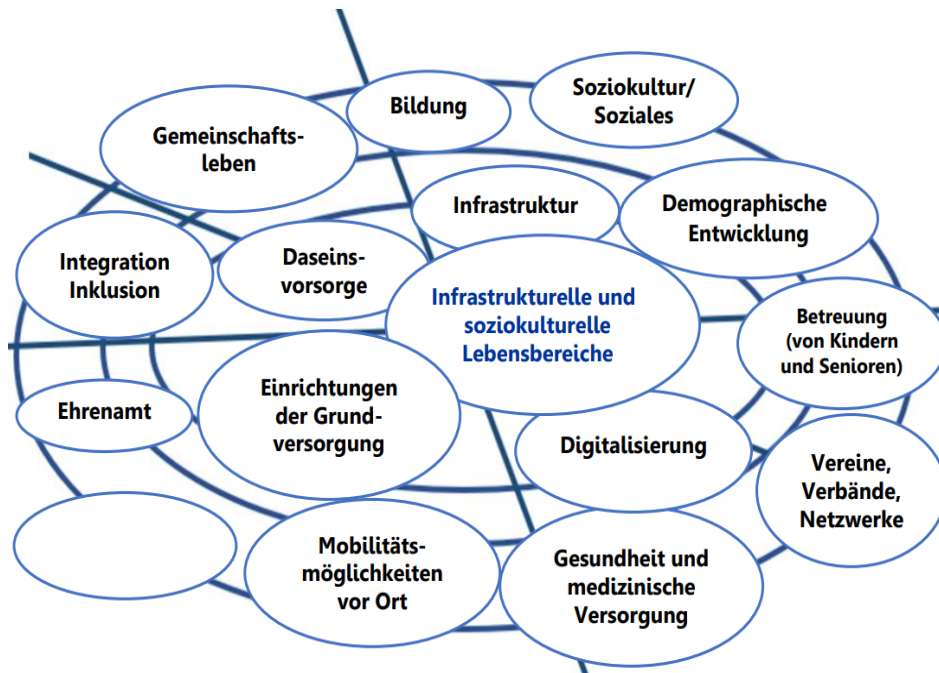 Soziokultur/
Soziales
Bildung
Gemeinschafts-
leben
Infrastruktur
Demographische
Entwicklung
Integration
Inklusion
Daseins-
vorsorge
Infrastrukturelle und
soziokulturelle
Lebensbereiche
Betreuung
(von Kindern
und Senioren)
Einrichtungen
der Grund-
versorgung
Ehrenamt
Digitalisierung
Vereine,
Verbände,
Netzwerke
Mobilitäts-
möglichkeiten
vor Ort
Gesundheit und
medizinische
Versorgung